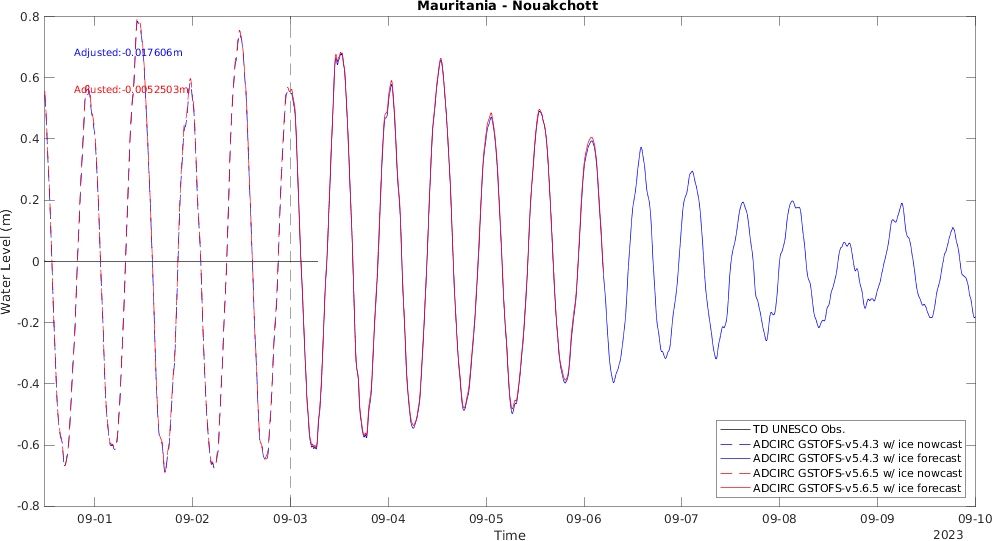 Mauritania - Nouakchott
Adjusted:-0.017606m
Adjusted:-0.0052503m
0.8
0.6
0.4
0.2
0
-0.2
-0.4
-0.6
-0.8
Water Level (m)
TD UNESCO Obs.
ADCIRC GSTOFS-v5.4.3 w/ ice nowcast
ADCIRC GSTOFS-v5.4.3 w/ ice forecast
ADCIRC GSTOFS-v5.6.5 w/ ice nowcast
ADCIRC GSTOFS-v5.6.5 w/ ice forecast
09-01 09-02 09-03 09-04 09-05 09-06 09-07 09-08 09-09 09-10
Time
2023